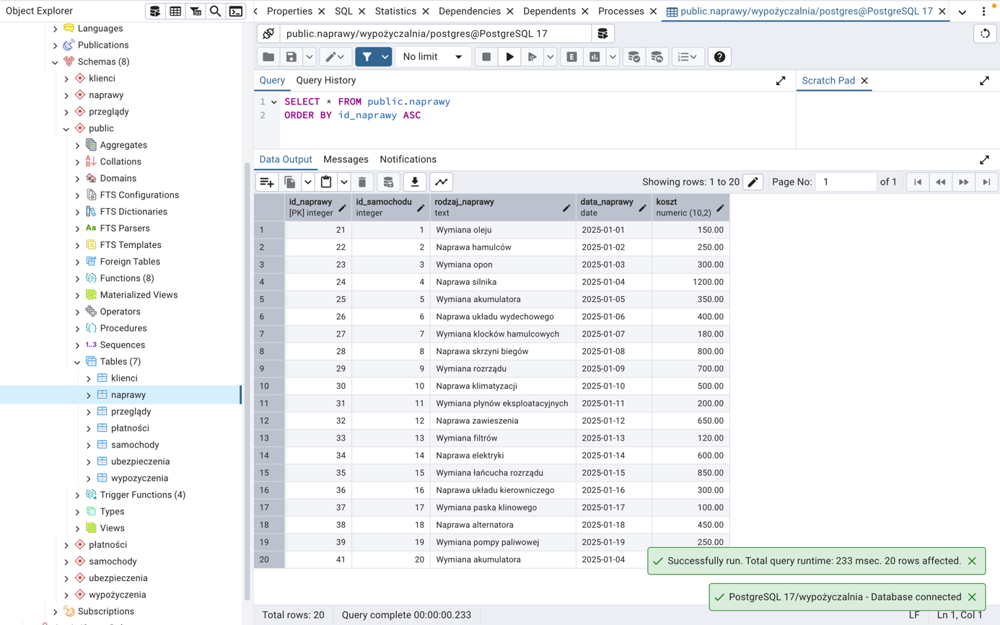 Object Explorer
Languages
Publications
Schemas (8)
klienci
naprawy
przeglądy
public
Aggregates
Collations
Domains
FTS Configurations
FTS Dictionaries
FTS Parsers
FTS Templates
Foreign Tables
Functions (8)
Materialized Views
Operators
Procedures
1..3 Sequences
Tables (7)
klienci
naprawy
przeglądy
płatności
samochody
ubezpieczenia
wypozyczenia
Trigger Functions (4)
Types
Views
płatności
samochody
ubezpieczenia
wypożyczenia
Subscriptions
Properties SQL Statistics Dependencies Dependents Processes public.naprawy/wypożyczalnia/postgres@PostgreSQL 17
public.naprawy/wypożyczalnia/postgres@PostgreSQL 17
No limit E
Query Query History Scratch Pad
1 SELECT * FROM public.naprawy
2 ORDER BY id_naprawy ASC
Data Output Messages Notifications
Showing rows: 1 to 20 Page No: 1 of 1
id_naprawy id_samochodu rodzaj_naprawy data_naprawy koszt
[PK] integer integer text date numeric (10,2)
1 21 1 Wymiana oleju 2025-01-01 150.00
2 22 2 Naprawa hamulców 2025-01-02 250.00
3 23 3 Wymiana opon 2025-01-03 300.00
4 24 4 Naprawa silnika 2025-01-04 1200.00
5 25 5 Wymiana akumulatora 2025-01-05 350.00
6 26 6 Naprawa układu wydechowego 2025-01-06 400.00
7 27 7 Wymiana klocków hamulcowych 2025-01-07 180.00
8 28 8 Naprawa skrzyni biegów 2025-01-08 800.00
9 29 9 Wymiana rozrządu 2025-01-09 700.00
10 30 10 Naprawa klimatyzacji 2025-01-10 500.00
11 31 11 Wymiana płynów eksploatacyjnych 2025-01-11 200.00
12 32 12 Naprawa zawieszenia 2025-01-12 650.00
13 33 13 Wymiana filtrów 2025-01-13 120.00
14 34 14 Naprawa elektryki 2025-01-14 600.00
15 35 15 Wymiana łańcucha rozrządu 2025-01-15 850.00
16 36 16 Naprawa układu kierowniczego 2025-01-16 300.00
17 37 17 Wymiana paska klinowego 2025-01-17 100.00
18 38 18 Naprawa alternatora 2025-01-18 450.00
19 39 19 Wymiana pompy paliwowej 2025-01-19 250.00
20 41 20 Wymiana akumulatora 2025-01-04
Successfully run. Total query runtime: 233 msec. 20 rows affected.
PostgreSQL 17/wypożyczalnia - Database connected
Total rows: 20 Query complete 00:00:00.233 LF Ln 1, Col 1